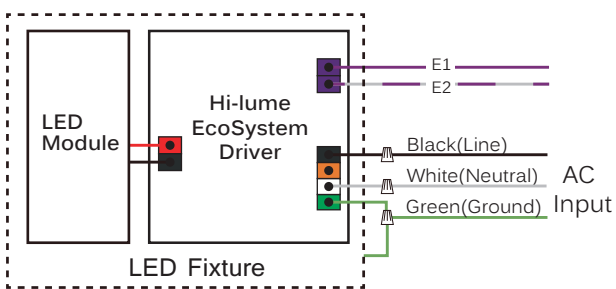 E1
E2
Hi-lume
EcoSystem
Driver
LED
Module
Black(Line)
White(Neutral)
Green(Ground)
AC
Input
LED Fixture